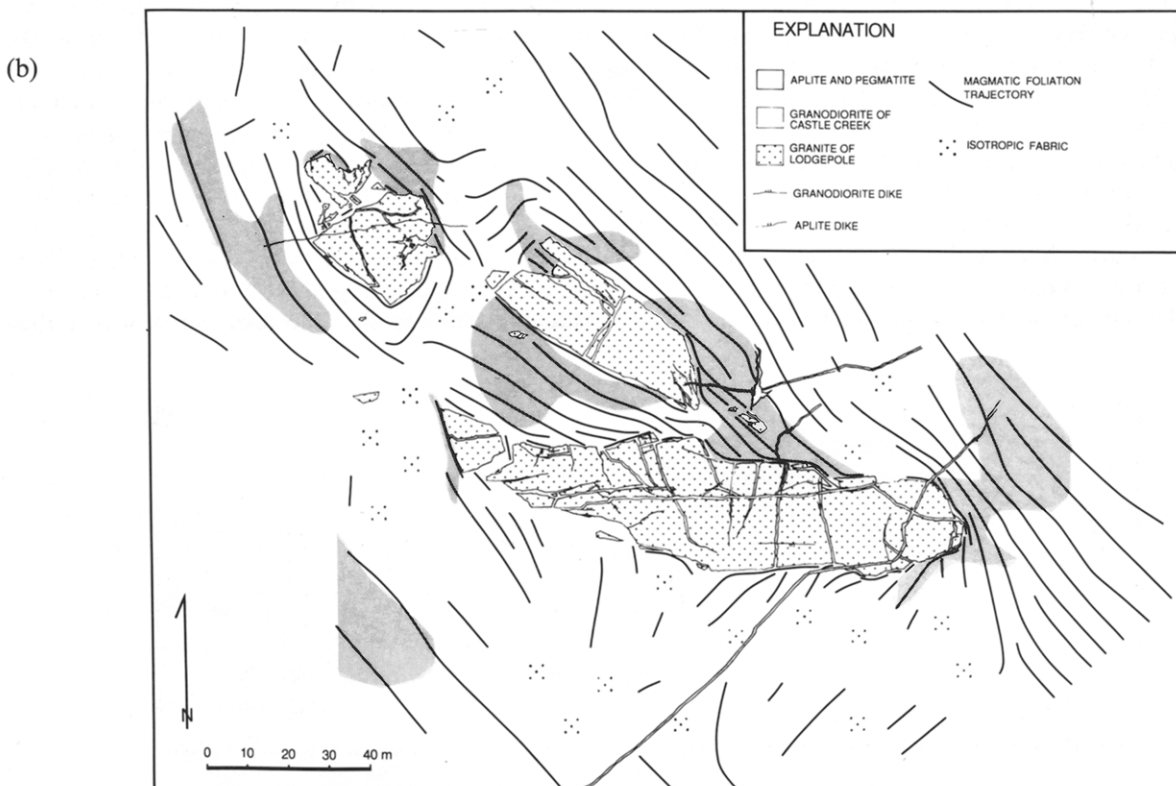 (b)
EXPLANATION
APLITE AND PEGMATITE
GRANODIORITE OF
CASTLE CREEK
GRANITE OF
LODGEPOLE
GRANODIORITE DIKE
APLITE DIKE
MAGMATIC FOLIATION
TRAJECTORY
ISOTROPIC FABRIC
N
0 10 20 30 40 m